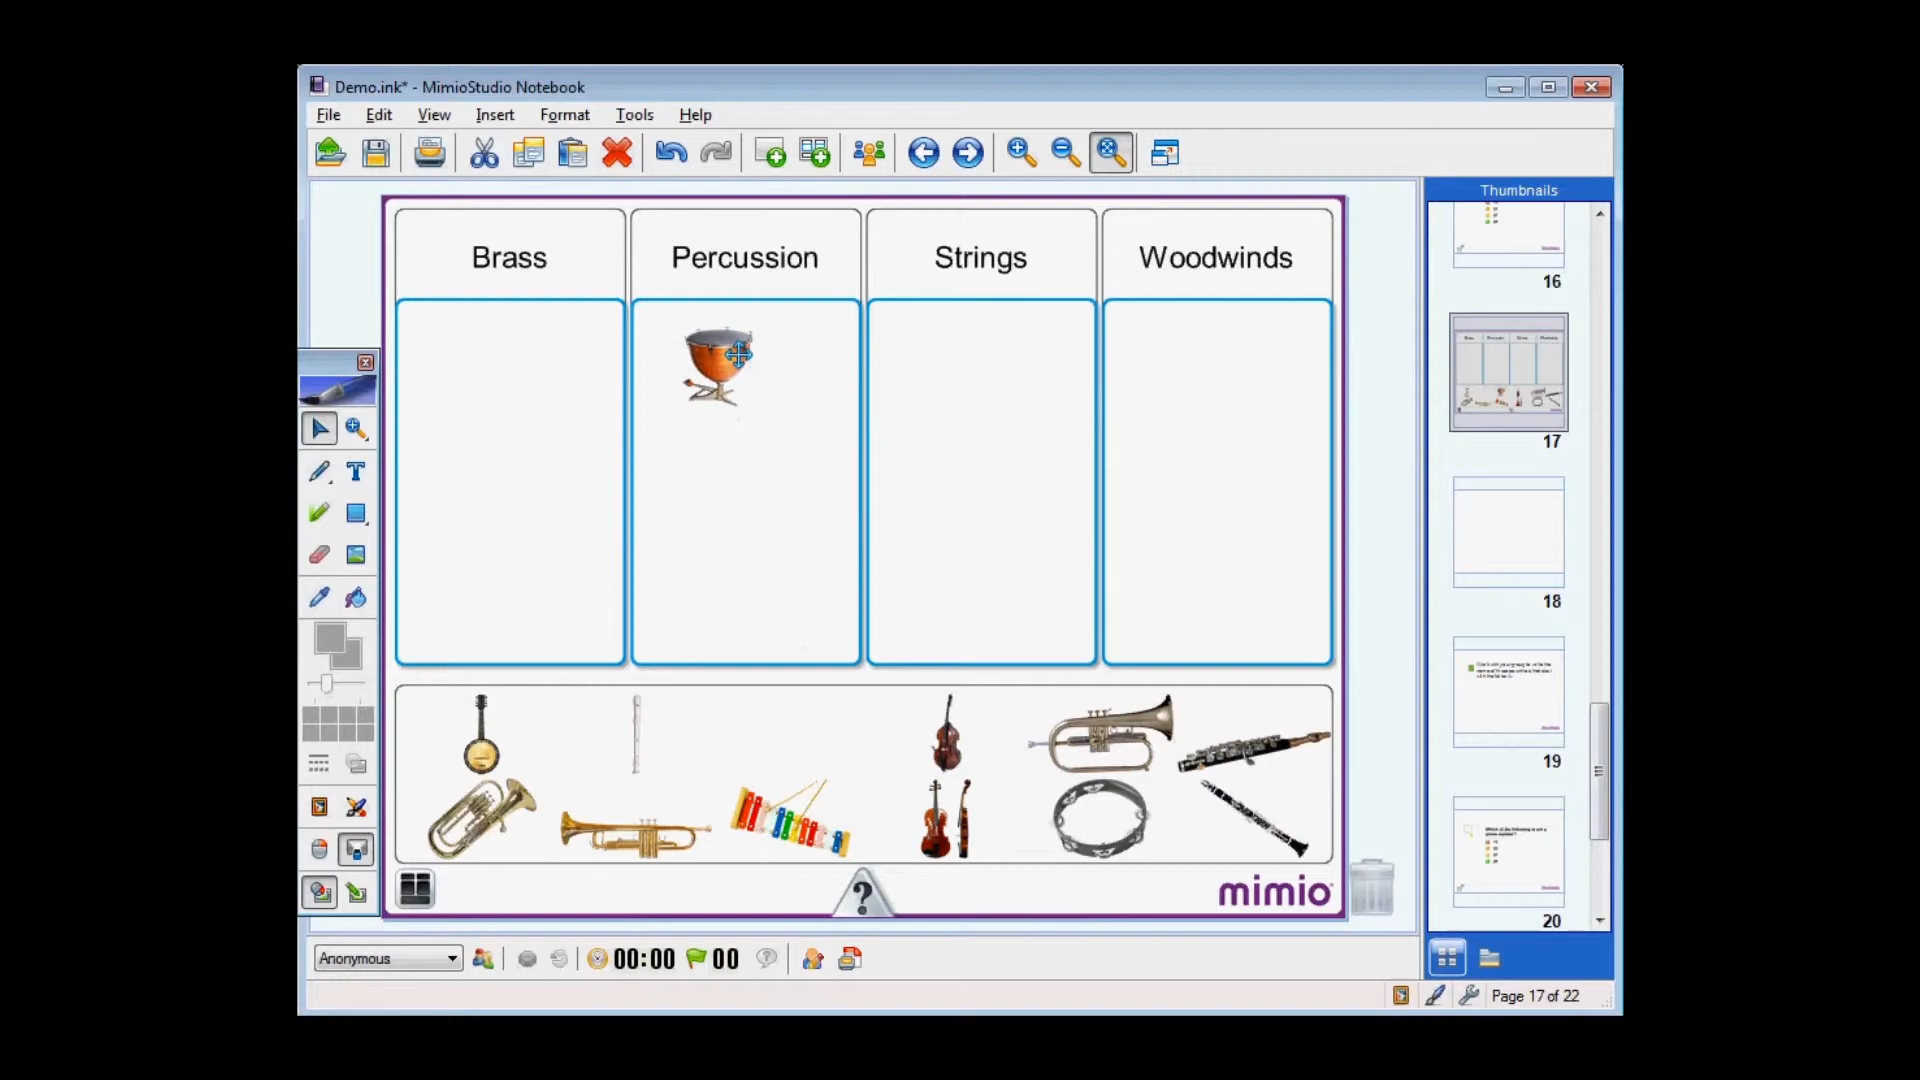 Demo.ink* - MimioStudio Notebook
File Edit View Insert Format Tools Help
Thumbnails
Brass Percussion Strings Woodwinds
16
17
18
19
20
?
mimio
Anonymous 00:00 00
Page 17 of 22